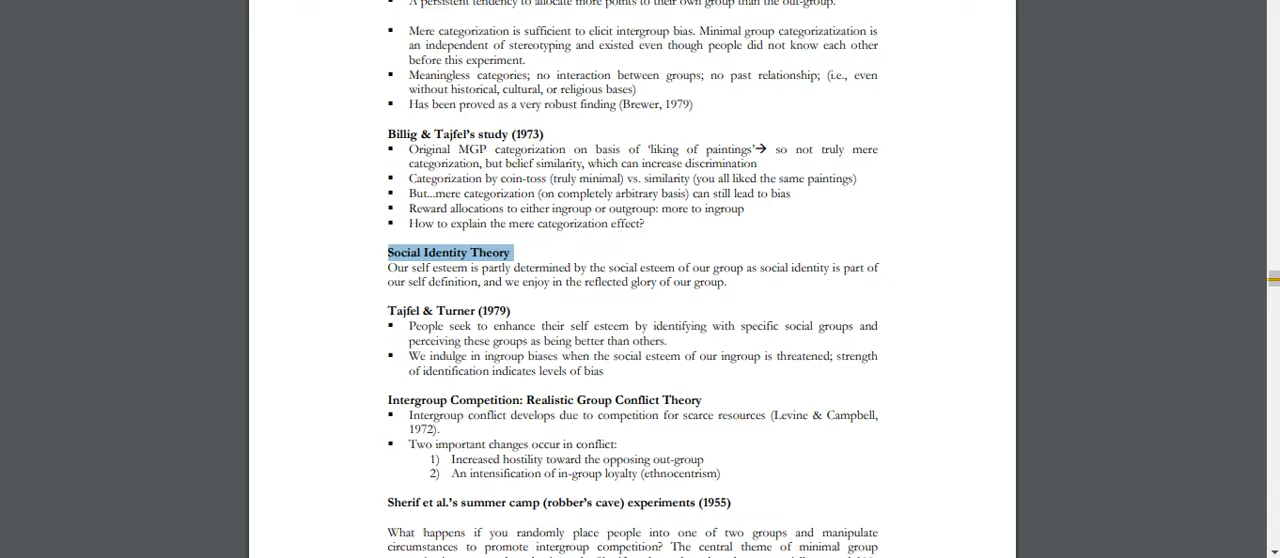 ▪ A persistent tendency to allocate more points to their own group than the out-group.
▪ Mere categorization is sufficient to elicit intergroup bias. Minimal group categorizatization is
an independent of stereotyping and existed even though people did not know each other
before this experiment.
▪ Meaningless categories; no interaction between groups; no past relationship; (i.e., even
without historical, cultural, or religious bases)
▪ Has been proved as a very robust finding (Brewer, 1979)
Billig & Tajfel's study (1973)
▪ Original MGP categorization on basis of 'liking of paintings'→ so not truly mere
categorization, but belief similarity, which can increase discrimination
▪ Categorization by coin-toss (truly minimal) vs. similarity (you all liked the same paintings)
▪ But...mere categorization (on completely arbitrary basis) can still lead to bias
▪ Reward allocations to either ingroup or outgroup: more to ingroup
▪ How to explain the mere categorization effect?
Social Identity Theory
Our self esteem is partly determined by the social esteem of our group as social identity is part of
our self definition, and we enjoy in the reflected glory of our group.
Tajfel & Turner (1979)
▪ People seek to enhance their self esteem by identifying with specific social groups and
perceiving these groups as being better than others.
▪ We indulge in ingroup biases when the social esteem of our ingroup is threatened; strength
of identification indicates levels of bias
Intergroup Competition: Realistic Group Conflict Theory
▪ Intergroup conflict develops due to competition for scarce resources (Levine & Campbell,
1972).
▪ Two important changes occur in conflict:
1) Increased hostility toward the opposing out-group
2) An intensification of in-group loyalty (ethnocentrism)
Sherif et al.'s summer camp (robber's cave) experiments (1955)
What happens if you randomly place people into one of two groups and manipulate
circumstances to promote intergroup competition? The central theme of minimal group